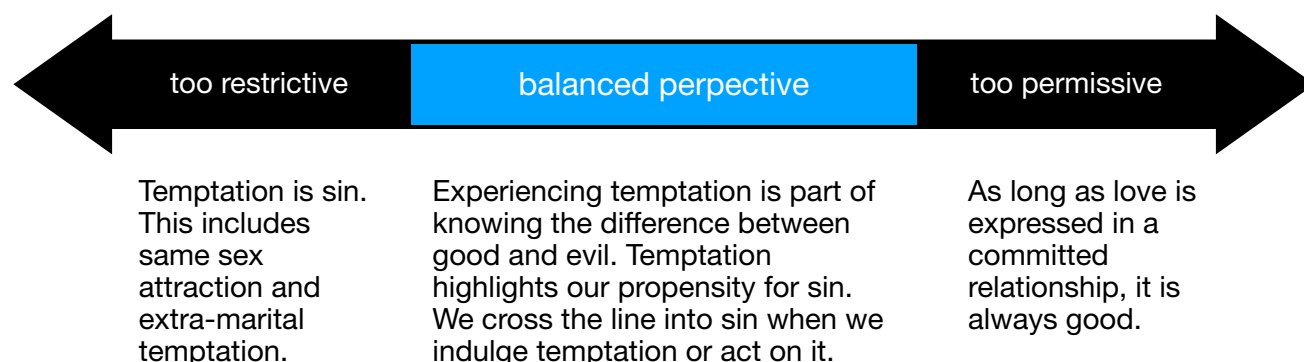 too restrictive
balanced perpective
too permissive
Temptation is sin.
This includes
same sex
attraction and
extra-marital
temptation.
Experiencing temptation is part of
knowing the difference between
good and evil. Temptation
highlights our propensity for sin.
We cross the line into sin when we
indulge temptation or act on it.
As long as love is
expressed in a
committed
relationship, it is
always good.